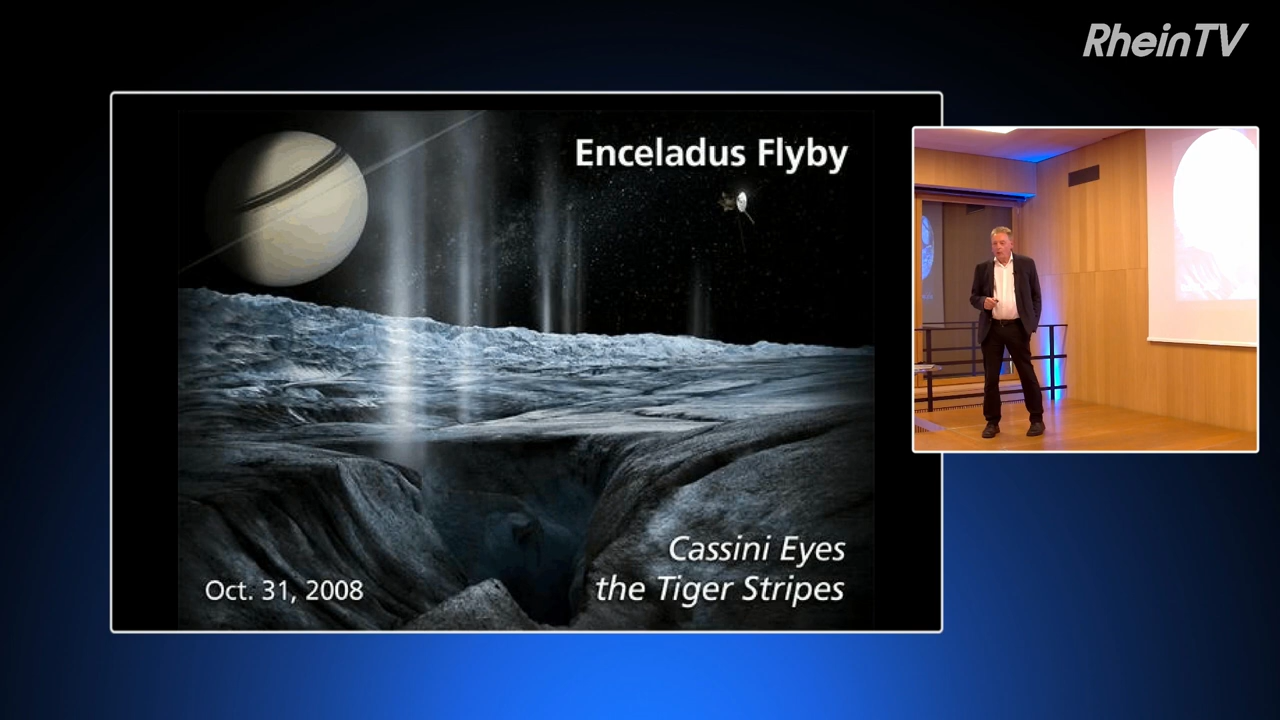 RheinTV
Enceladus Flyby
Cassini Eyes
the Tiger Stripes
Oct. 31, 2008